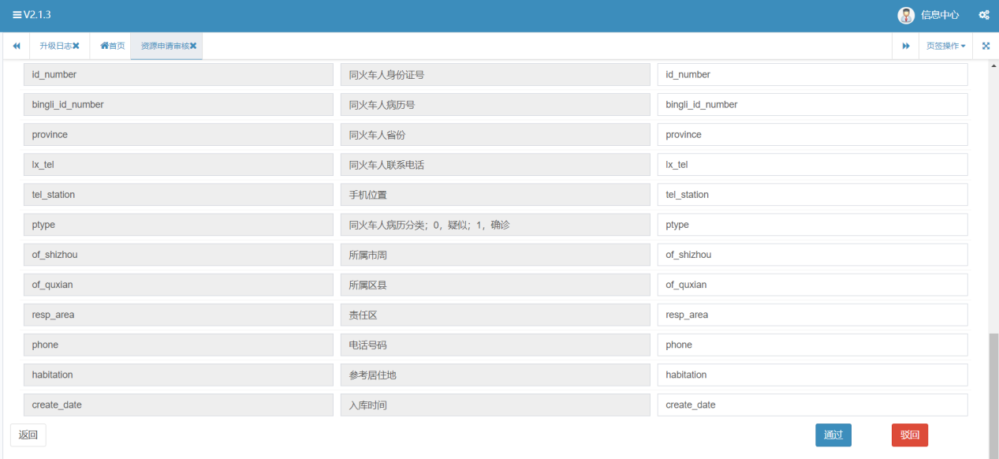 V2.1.3 信息中心
升级日志 首页 资源申请审核 页签操作
id_number 同火车人身份证号 id_number
bingli_id_number 同火车人病历号 bingli_id_number
province 同火车人省份 province
lx_tel 同火车人联系电话 lx_tel
tel_station 手机位置 tel_station
ptype 同火车人病历分类；0，疑似；1，确诊 ptype
of_shizhou 所属市周 of_shizhou
of_quxian 所属区县 of_quxian
resp_area 责任区 resp_area
phone 电话号码 phone
habitation 参考居住地 habitation
create_date 入库时间 create_date
返回 通过 驳回